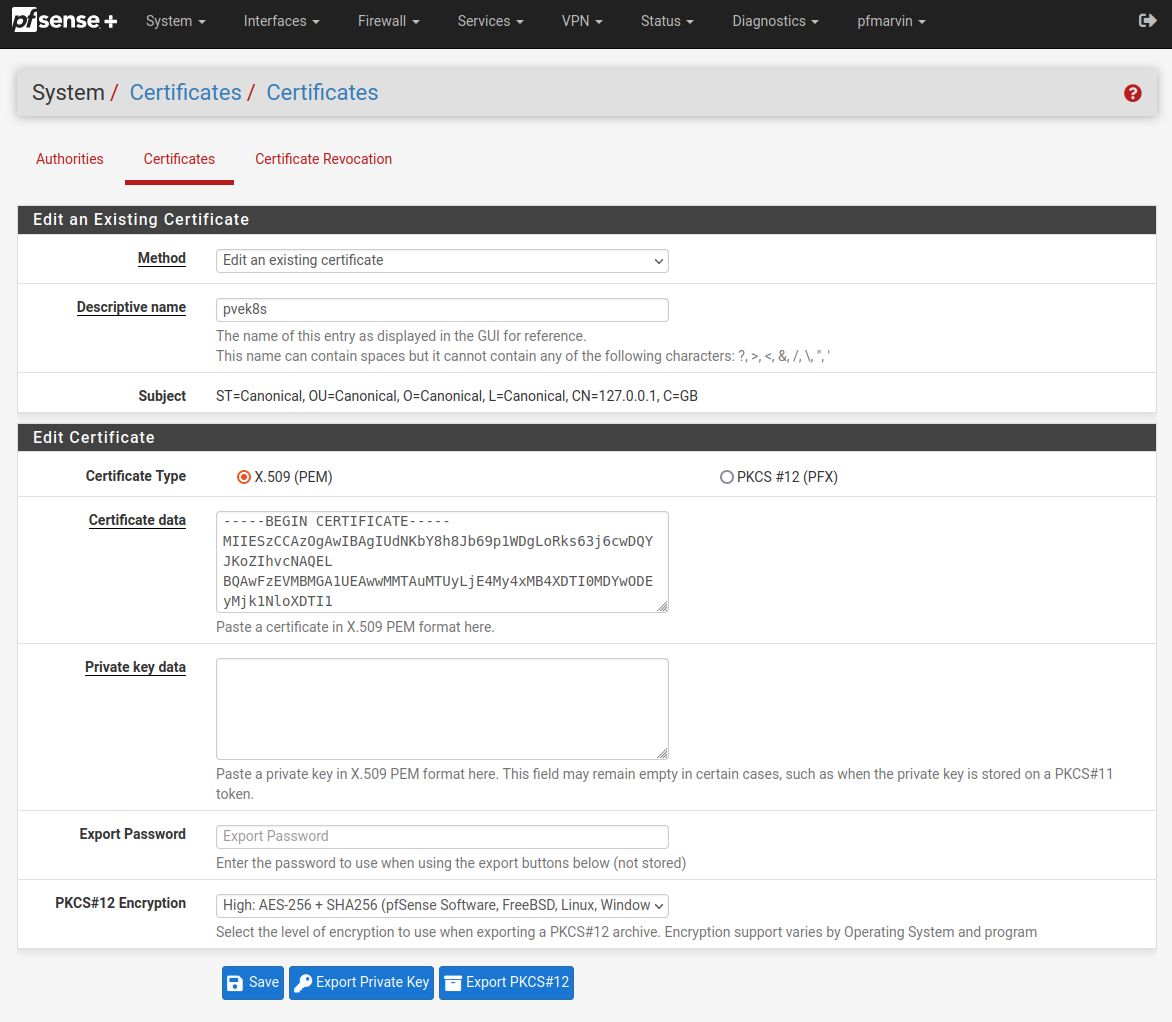 pfsense+ System Interfaces Firewall Services VPN Status Diagnostics pfmarvin
System / Certificates / Certificates
Authorities Certificates Certificate Revocation
Edit an Existing Certificate
Method Edit an existing certificate
Descriptive name pvek8s
The name of this entry as displayed in the GUI for reference.
This name can contain spaces but it cannot contain any of the following characters: ?, >, <, &, /, \, ", '
Subject ST=Canonical, OU=Canonical, O=Canonical, L=Canonical, CN=127.0.0.1, C=GB
Edit Certificate
Certificate Type X.509 (PEM) PKCS #12 (PFX)
Certificate data -----BEGIN CERTIFICATE-----
MIIESzCCAzOgAwIBAgIUdNKbY8h8Jb69p1WDgLoRks63j6cwDQY
JKoZIhvcNAQEL
BQAwFzEVMBMGA1UEAwwMMTAuMTUyLjE4My4xMB4XDTI0MDYwODE
yMjk1NloXDTI1
Paste a certificate in X.509 PEM format here.
Private key data
Paste a private key in X.509 PEM format here. This field may remain empty in certain cases, such as when the private key is stored on a PKCS#11
token.
Export Password Export Password
Enter the password to use when using the export buttons below (not stored)
PKCS#12 Encryption High: AES-256 + SHA256 (pfSense Software, FreeBSD, Linux, Window
Select the level of encryption to use when exporting a PKCS#12 archive. Encryption support varies by Operating System and program
Save Export Private Key Export PKCS#12